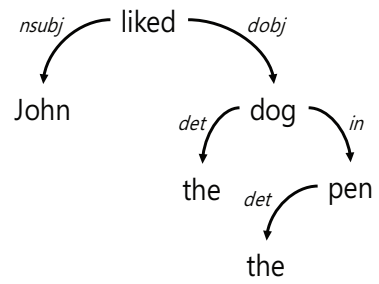 nsubj liked dobj
John det dog in
the det pen
the